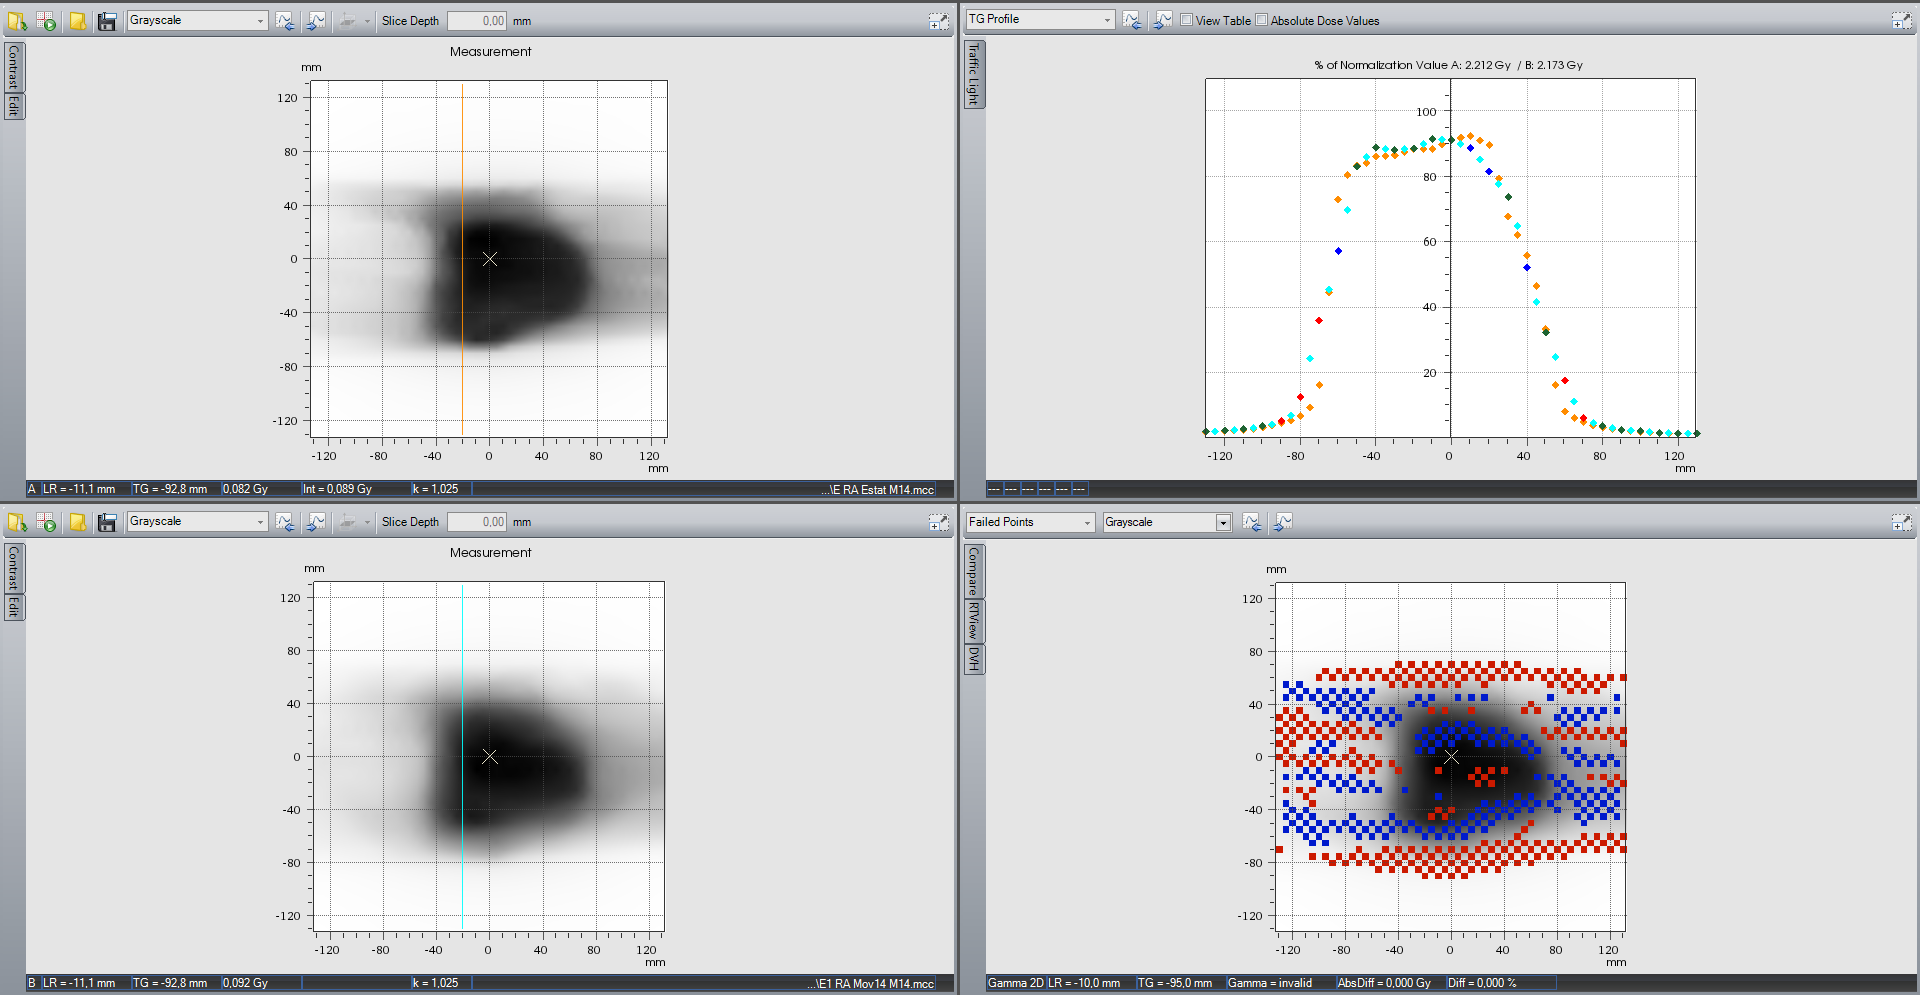 Grayscale
Slice Depth 0,00 mm
Contrast
Edit
Measurement
mm
120
80
40
0
-40
-80
-120
-120 -80 -40 0 40 80 120
mm
A LR = -11,1 mm TG = -92,8 mm 0,082 Gy Int = 0,089 Gy k = 1,025 ...\E RA Estat M14.mcc
TG Profile View Table Absolute Dose Values
Traffic Light
% of Normalization Value A: 2.212 Gy / B: 2.173 Gy
100
80
60
40
20
-120 -80 -40 0 40 80 120
mm
--- --- --- --- --- ---
Grayscale
Slice Depth 0,00 mm
Contrast
Edit
Measurement
mm
120
80
40
0
-40
-80
-120
-120 -80 -40 0 40 80 120
mm
B LR = -11,1 mm TG = -92,8 mm 0,092 Gy k = 1,025 ...\E1 RA Mov14 M14.mcc
Failed Points Grayscale
Compare
RTView
DVH
mm
120
80
40
0
-40
-80
-120
-120 -80 -40 0 40 80 120
mm
Gamma 2D LR = -10,0 mm TG = -95,0 mm Gamma = invalid AbsDiff = 0,000 Gy Diff = 0,000 %